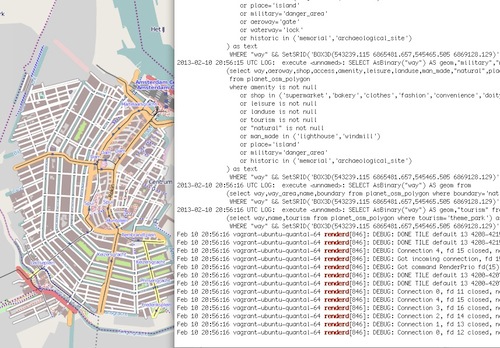 Het I
Amsterdam
or place='island'
or military='danger_area'
or aeroway='gate'
or waterway='lock'
or historic in ('memorial','archaeological_site')
) as text
WHERE "way" && SetSRID('BOX3D(543239.115 6865481.657,545465.505 6869128.129)'
2013-02-10 20:56:15 UTC LOG: execute <unnamed>: SELECT AsBinary("way") AS geom,"military","
(select way,aeroway,shop,access,amenity,leisure,landuse,man_made,"natural",pla
from planet_osm_polygon
where amenity is not null
or shop in ('supermarket','bakery','clothes','fashion','convenience','doit
or leisure is not null
or landuse is not null
or tourism is not null
or "natural" is not null
or man_made in ('lighthouse','windmill')
or place='island'
or military='danger_area'
or historic in ('memorial','archaeological_site')
) as text
WHERE "way" && SetSRID('BOX3D(543239.115 6865481.657,545465.505 6869128.129)'
2013-02-10 20:56:16 UTC LOG: execute <unnamed>: SELECT AsBinary("way") AS geom from
(select way,way_area,name,boundary from planet_osm_polygon where boundary='nat
WHERE "way" && SetSRID('BOX3D(543239.115 6865481.657,545465.505 6869128.129)'
2013-02-10 20:56:16 UTC LOG: execute <unnamed>: SELECT AsBinary("way") AS geom,"tourism" fr
(select way,name,tourism from planet_osm_polygon where tourism='theme_park') a
WHERE "way" && SetSRID('BOX3D(543239.115 6865481.657,545465.505 6869128.129)'
Feb 10 20:56:16 vagrant-ubuntu-quantal-64 renderd[846]: DEBUG: DONE TILE default 13 4208-421
Feb 10 20:56:16 vagrant-ubuntu-quantal-64 renderd[846]: DEBUG: DONE TILE default 13 4208-421
Feb 10 20:56:16 vagrant-ubuntu-quantal-64 renderd[846]: DEBUG: Connection 4, fd 15 closed, n
Feb 10 20:56:16 vagrant-ubuntu-quantal-64 renderd[846]: DEBUG: Got incoming connection, fd 1
Feb 10 20:56:16 vagrant-ubuntu-quantal-64 renderd[846]: DEBUG: Got command RenderPrio fd(15)
Feb 10 20:56:16 vagrant-ubuntu-quantal-64 renderd[846]: DEBUG: DONE TILE default 13 4200-420
Feb 10 20:56:16 vagrant-ubuntu-quantal-64 renderd[846]: DEBUG: DONE TILE default 13 4200-420
Feb 10 20:56:16 vagrant-ubuntu-quantal-64 renderd[846]: DEBUG: Connection 0, fd 11 closed, n
Feb 10 20:56:16 vagrant-ubuntu-quantal-64 renderd[846]: DEBUG: Connection 4, fd 15 closed, n
Feb 10 20:56:16 vagrant-ubuntu-quantal-64 renderd[846]: DEBUG: Connection 3, fd 16 closed, n
Feb 10 20:56:16 vagrant-ubuntu-quantal-64 renderd[846]: DEBUG: Connection 2, fd 14 closed, n
Feb 10 20:56:16 vagrant-ubuntu-quantal-64 renderd[846]: DEBUG: Connection 1, fd 13 closed, n
Feb 10 20:56:16 vagrant-ubuntu-quantal-64 renderd[846]: DEBUG: Connection 0, fd 12 closed, n